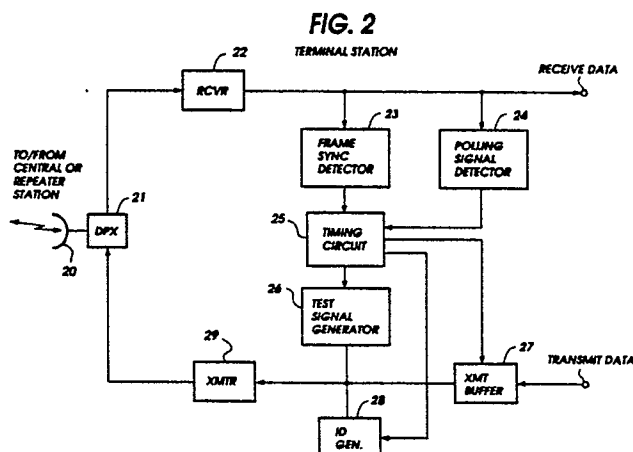 FIG. 2
TERMINAL STATION
22
RCVR
RECEIVE DATA
23
FRAME
SYNC
DETECTOR
24
POLLING
SIGNAL
DETECTOR
TO/FROM
CENTRAL OR
REPEATER
STATION
21
DPX
20
25
TIMING
CIRCUIT
26
TEST
SIGNAL
GENERATOR
29
XMTR
27
XMT
BUFFER
TRANSMIT DATA
28
ID
GEN.